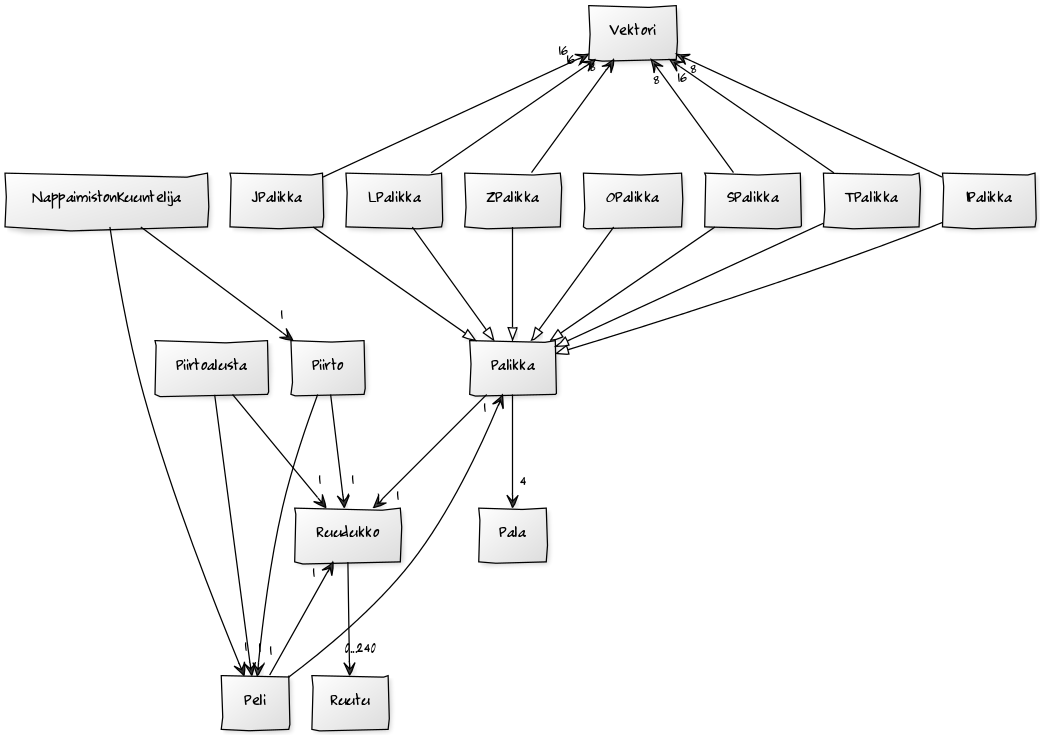 Vektori
16
16
8
8
16
8
NappaimistonKuuntelija
JPalikka
LPalikka
ZPalikka
OPalikka
SPalikka
TPalikka
IPalikka
1
Piirtoalusta
Piirto
Palikka
1
1
1
1
4
Ruudukko
Pala
1
1
1
0...240
Peli
Ruutu